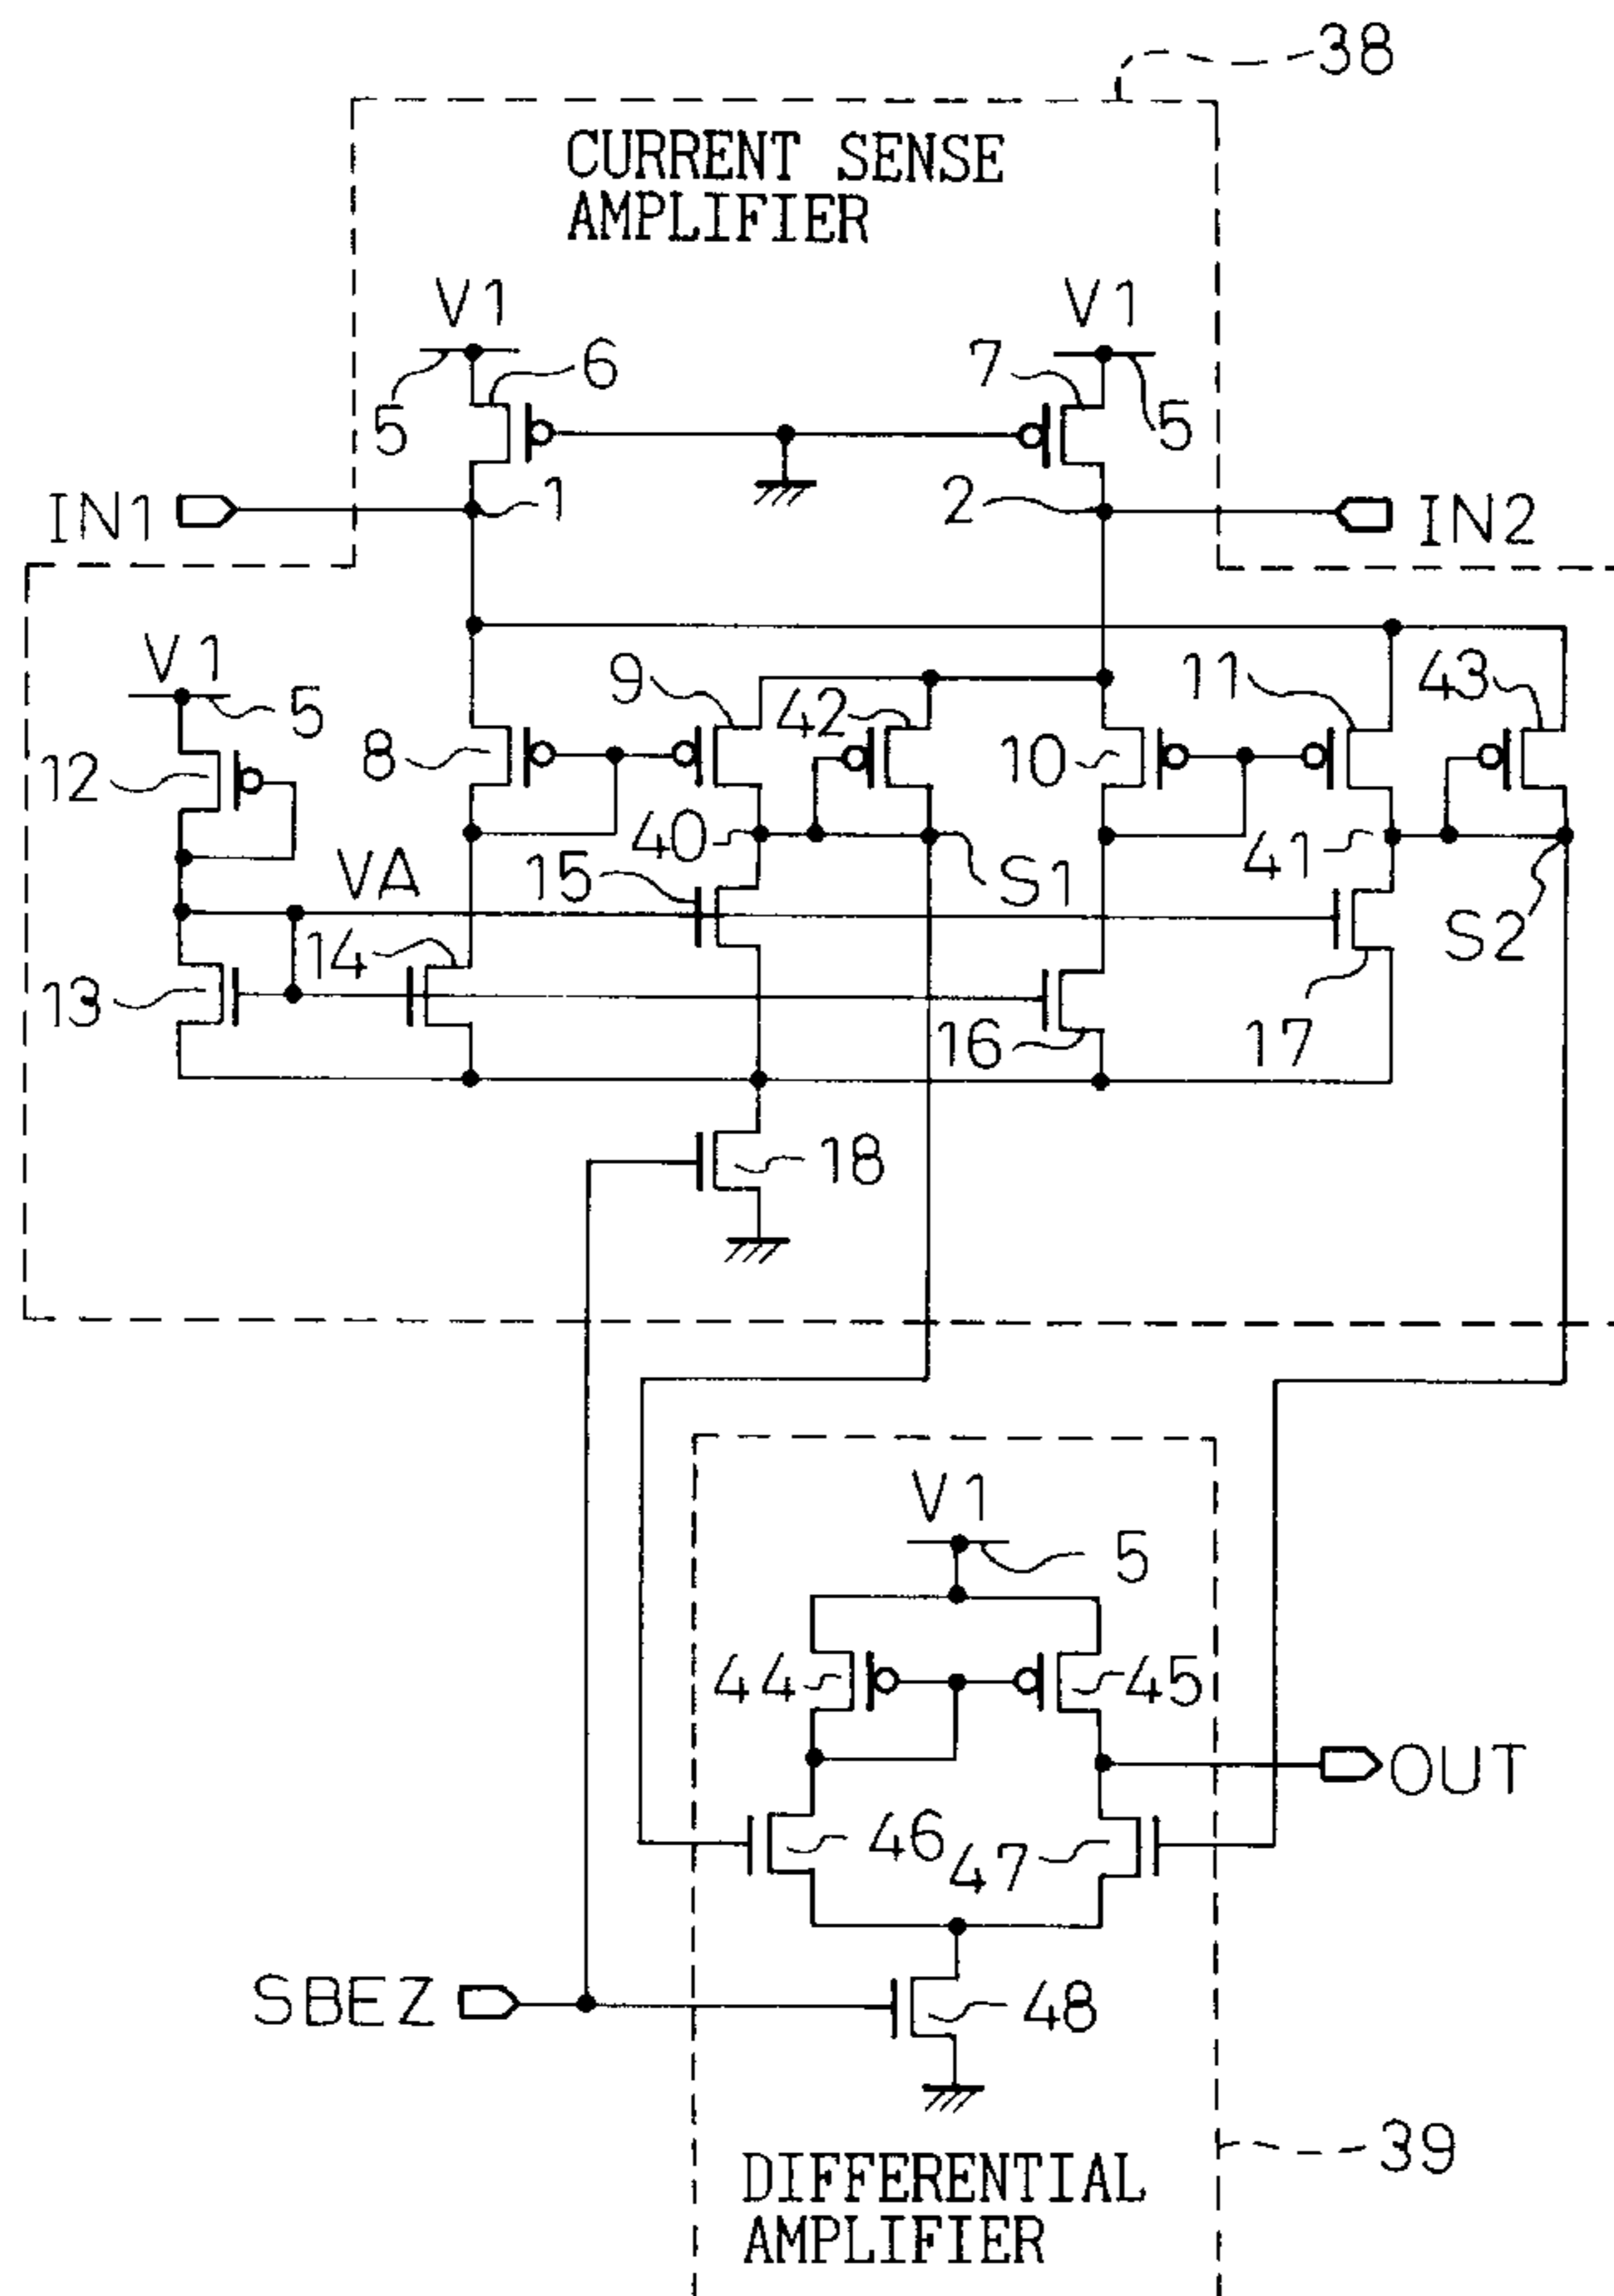 38
CURRENT SENSE
AMPLIFIER
V1
V1
5
6
7
5
IN1
1
2
IN2
V1
5
12
8
9
42
10
11
43
40
S1
41
S2
VA
15
14
13
16
17
18
V1
5
44
45
OUT
46
47
SBEZ
48
39
DIFFERENTIAL
AMPLIFIER